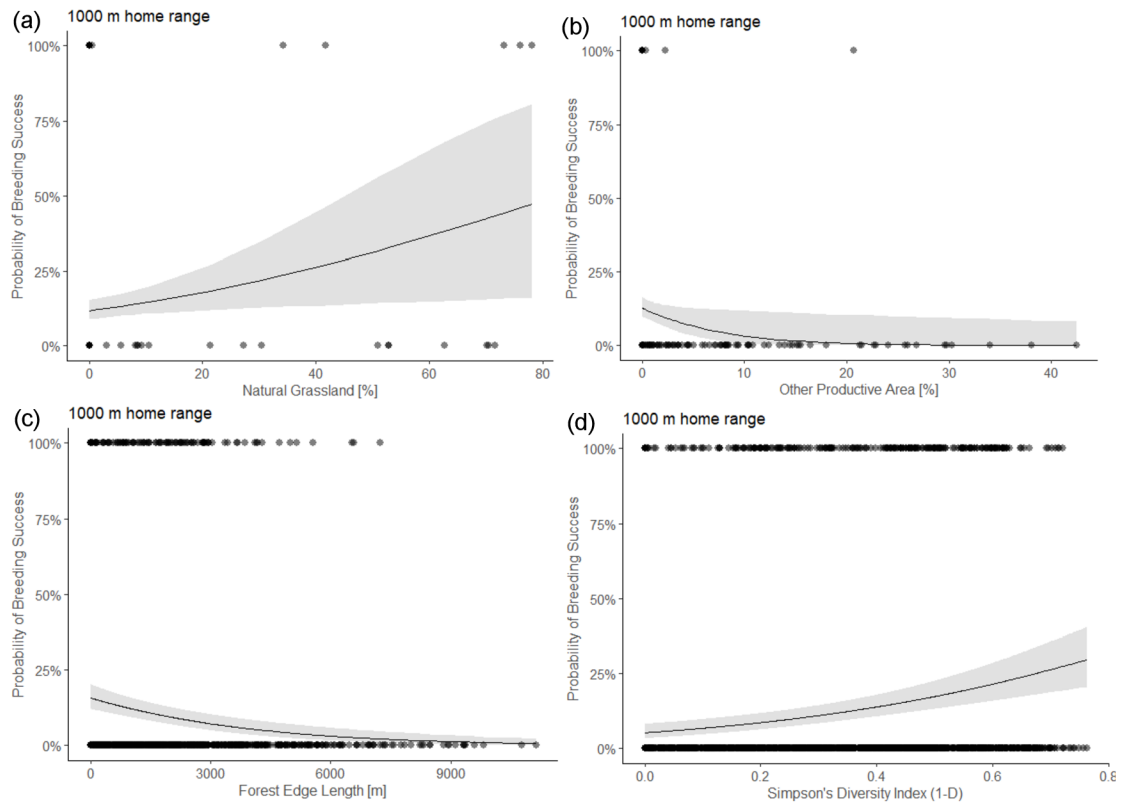 (a)
1000 m home range
100%
75%
50%
25%
0%
Probability of Breeding Success
0 20 40 60 80
Natural Grassland [%]
(b)
1000 m home range
100%
75%
50%
25%
0%
Probability of Breeding Success
0 10 20 30 40
Other Productive Area [%]
(c)
1000 m home range
100%
75%
50%
25%
0%
Probability of Breeding Success
0 3000 6000 9000
Forest Edge Length [m]
(d)
1000 m home range
100%
75%
50%
25%
0%
Probability of Breeding Success
0.0 0.2 0.4 0.6 0.8
Simpson's Diversity Index (1-D)